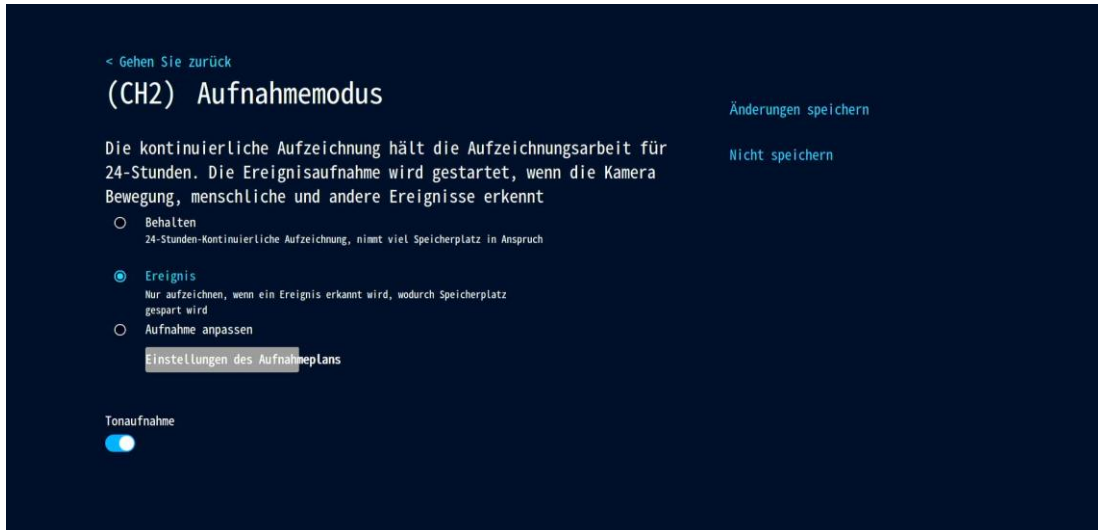 < Gehen Sie zurück
(CH2) Aufnahmemodus
Änderungen speichern
Nicht speichern
Die kontinuierliche Aufzeichnung hält die Aufzeichnungsarbeit für
24-Stunden. Die Ereignisaufnahme wird gestartet, wenn die Kamera
Bewegung, menschliche und andere Ereignisse erkennt
Behalten
24-Stunden-Kontinuierliche Aufzeichnung, nimmt viel Speicherplatz in Anspruch
Ereignis
Nur aufzeichnen, wenn ein Ereignis erkannt wird, wodurch Speicherplatz
gespart wird
Aufnahme anpassen
Einstellungen des Aufnahmeplans
Tonaufnahme